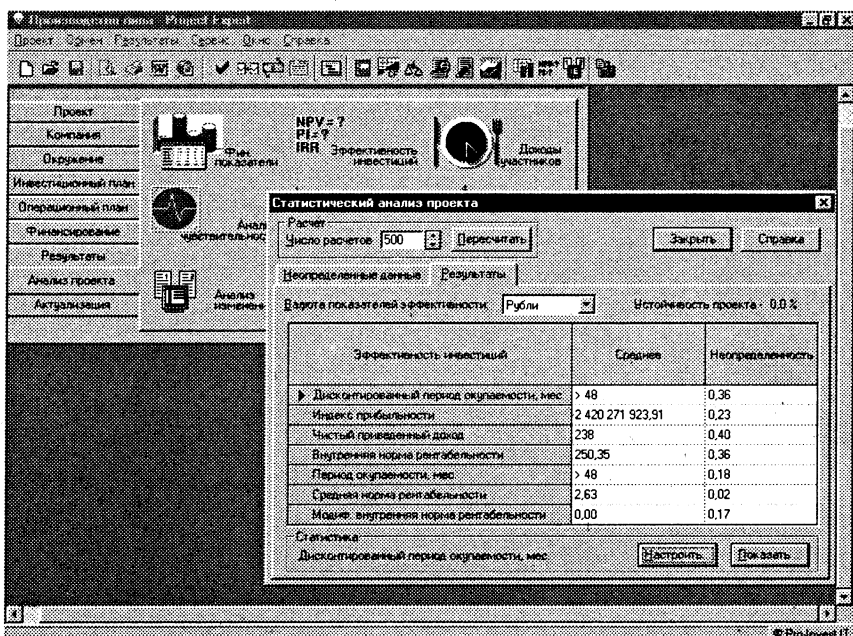 Производство пива - Project Expert
Проект Обмен Результаты Сервис Окно Справка
Проект
Компания
Окружение
Инвестиционный план
Операционный план
Финансирование
Результаты
Анализ проекта
Актуализация
Фин. показатели
NPV = ?
PI = ?
IRR
Эффективность инвестиций
Доходы участников
Анализ
изменен
Статистический анализ проекта
Расчет
Число расчетов 500 Пересчитать Закрыть Справка
Неопределенные данные Результаты
Валюта показателей эффективности: Рубли Устойчивость проекта - 0,0 %
Эффективность инвестиций Среднее Неопределенность
Дисконтированный период окупаемости, мес. > 48 0,36
Индекс прибыльности 2 420 271 923,91 0,23
Чистый приведенный доход 238 0,40
Внутренняя норма рентабельности 250,35 0,36
Период окупаемости, мес > 48 0,18
Средняя норма рентабельности 2,63 0,02
Модиф. внутренняя норма рентабельности 0,00 0,17
Статистика
Дисконтированный период окупаемости, мес. Настроить Показать